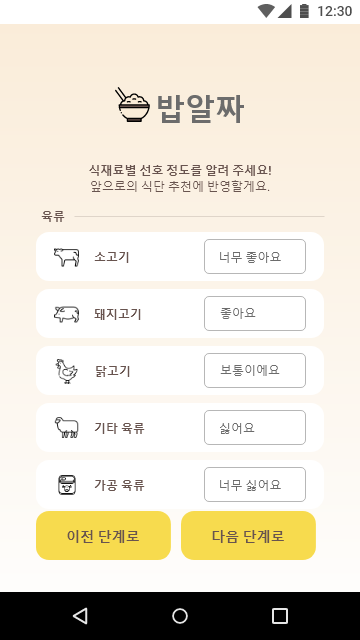 12:30
밥알짜
식재료별 선호 정도를 알려 주세요!
앞으로의 식단 추천에 반영할게요.
육류
소고기 너무 좋아요
돼지고기 좋아요
닭고기 보통이에요
기타 육류 싫어요
가공 육류 너무 싫어요
이전 단계로 다음 단계로